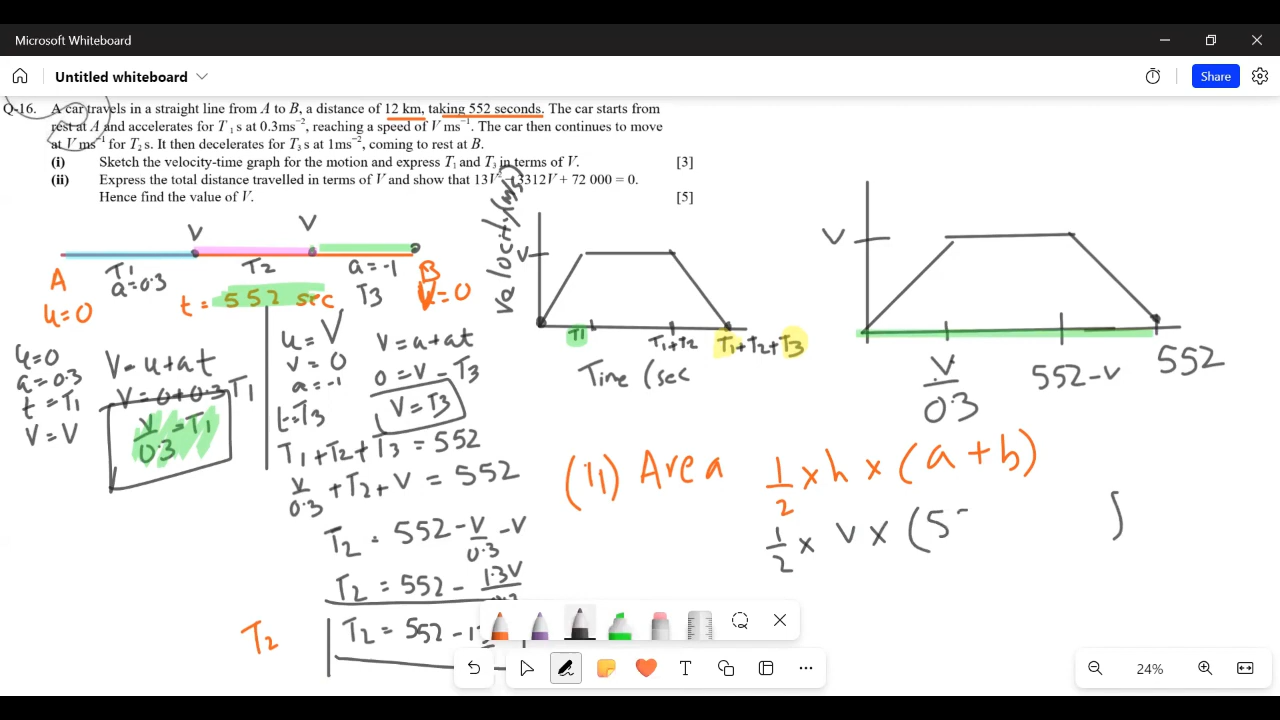 Microsoft Whiteboard
Untitled whiteboard
Share
Q-16. A car travels in a straight line from A to B, a distance of 12 km, taking 552 seconds. The car starts from
rest at A and accelerates for T1 s at 0.3ms⁻², reaching a speed of V ms⁻¹. The car then continues to move
at V ms⁻¹ for T2 s. It then decelerates for T3 s at 1ms⁻², coming to rest at B.
(i) Sketch the velocity-time graph for the motion and express T1 and T3 in terms of V. [3]
(ii) Express the total distance travelled in terms of V and show that 13V² 3312V + 72 000 = 0.
Hence find the value of V. [5]
V
V
A
T1
a=0.3
T2
a=-1
T3
B
u=0
t=552 sec
V=0
u=0
a=0.3
t=T1
V=V
V=u+at
V=0+0.3T1
V/0.3=T1
u=V
v=0
a=-1
t=T3
V=u+at
0=V-T3
V=T3
T1+T2+T3=552
V/0.3+T2+V=552
T2=552-V/0.3-V
T2=552-1.3V
T2=552-1
T2
Velocity(m/s)
V
T1
T1+T2
T1+T2+T3
Time (sec
V
V/0.3
552-V
552
(ii) Area
1/2×h×(a+b)
1/2×V×(5 )
24%